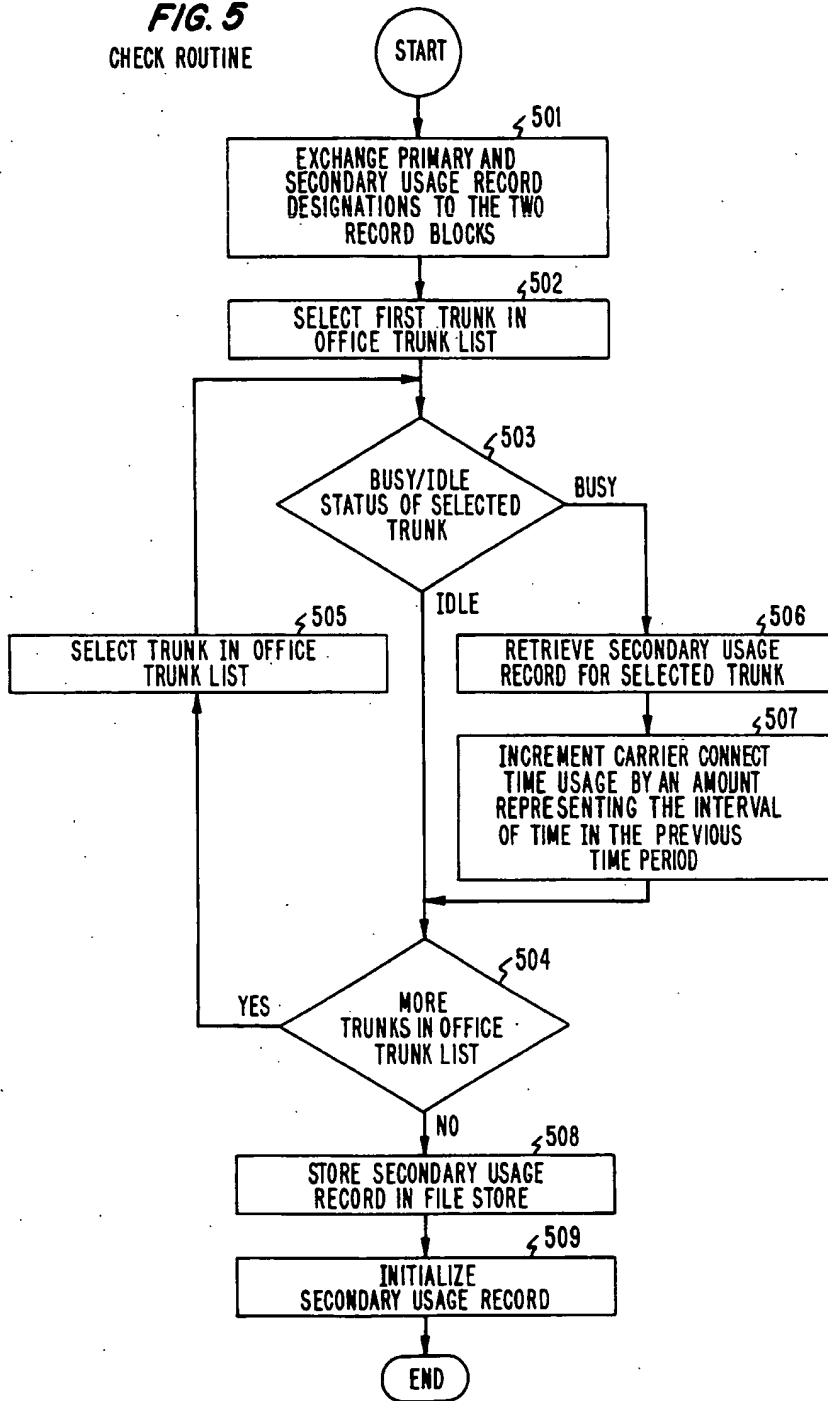 FIG. 5
CHECK ROUTINE
START
501
EXCHANGE PRIMARY AND
SECONDARY USAGE RECORD
DESIGNATIONS TO THE TWO
RECORD BLOCKS
502
SELECT FIRST TRUNK IN
OFFICE TRUNK LIST
503
BUSY/IDLE
STATUS OF SELECTED
TRUNK
BUSY
IDLE
505
SELECT TRUNK IN OFFICE
TRUNK LIST
506
RETRIEVE SECONDARY USAGE
RECORD FOR SELECTED TRUNK
507
INCREMENT CARRIER CONNECT
TIME USAGE BY AN AMOUNT
REPRESENTING THE INTERVAL
OF TIME IN THE PREVIOUS
TIME PERIOD
504
YES
MORE
TRUNKS IN OFFICE
TRUNK LIST
NO
508
STORE SECONDARY USAGE
RECORD IN FILE STORE
509
INITIALIZE
SECONDARY USAGE RECORD
END